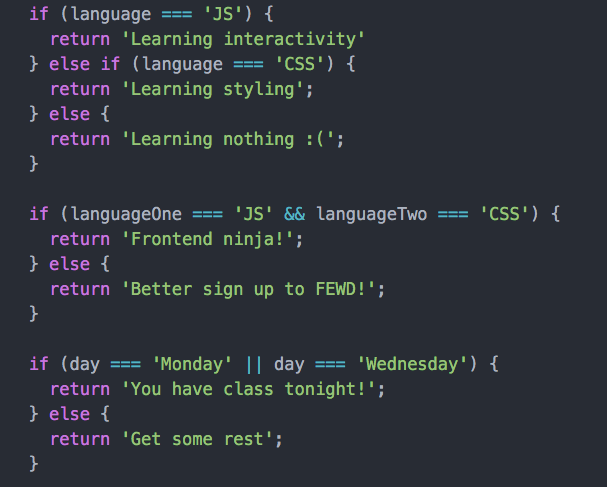 if (language === 'JS') {
  return 'Learning interactivity'
} else if (language === 'CSS') {
  return 'Learning styling';
} else {
  return 'Learning nothing :(';
}

if (languageOne === 'JS' && languageTwo === 'CSS') {
  return 'Frontend ninja!';
} else {
  return 'Better sign up to FEWD!';
}

if (day === 'Monday' || day === 'Wednesday') {
  return 'You have class tonight!';
} else {
  return 'Get some rest';
}